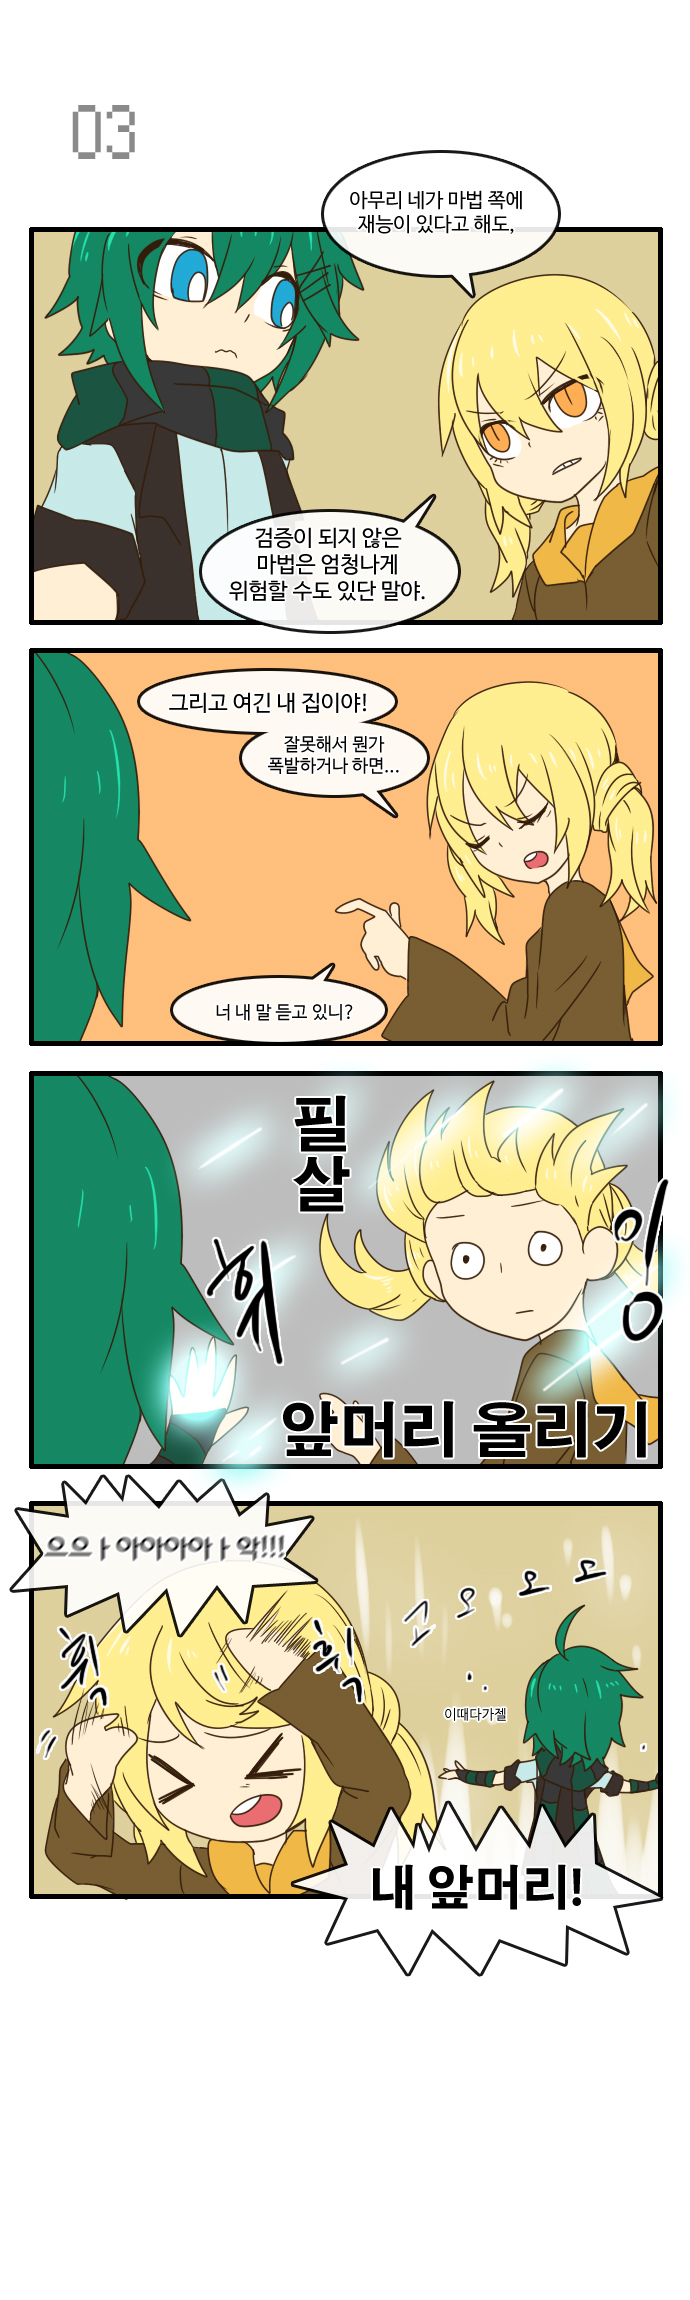 03
아무리 네가 마법 쪽에
재능이 있다고 해도,
검증이 되지 않은
마법은 엄청나게
위험할 수도 있단 말야.
그리고 여긴 내 집이야!
잘못해서 뭔가
폭발하거나 하면...
너 내 말 듣고 있니?
필
살
휘
잉
앞머리 올리기
으으ㅏ아아아아ㅏ악!!!
휙
휙
고오오오
..
이때다가젤
내 앞머리!